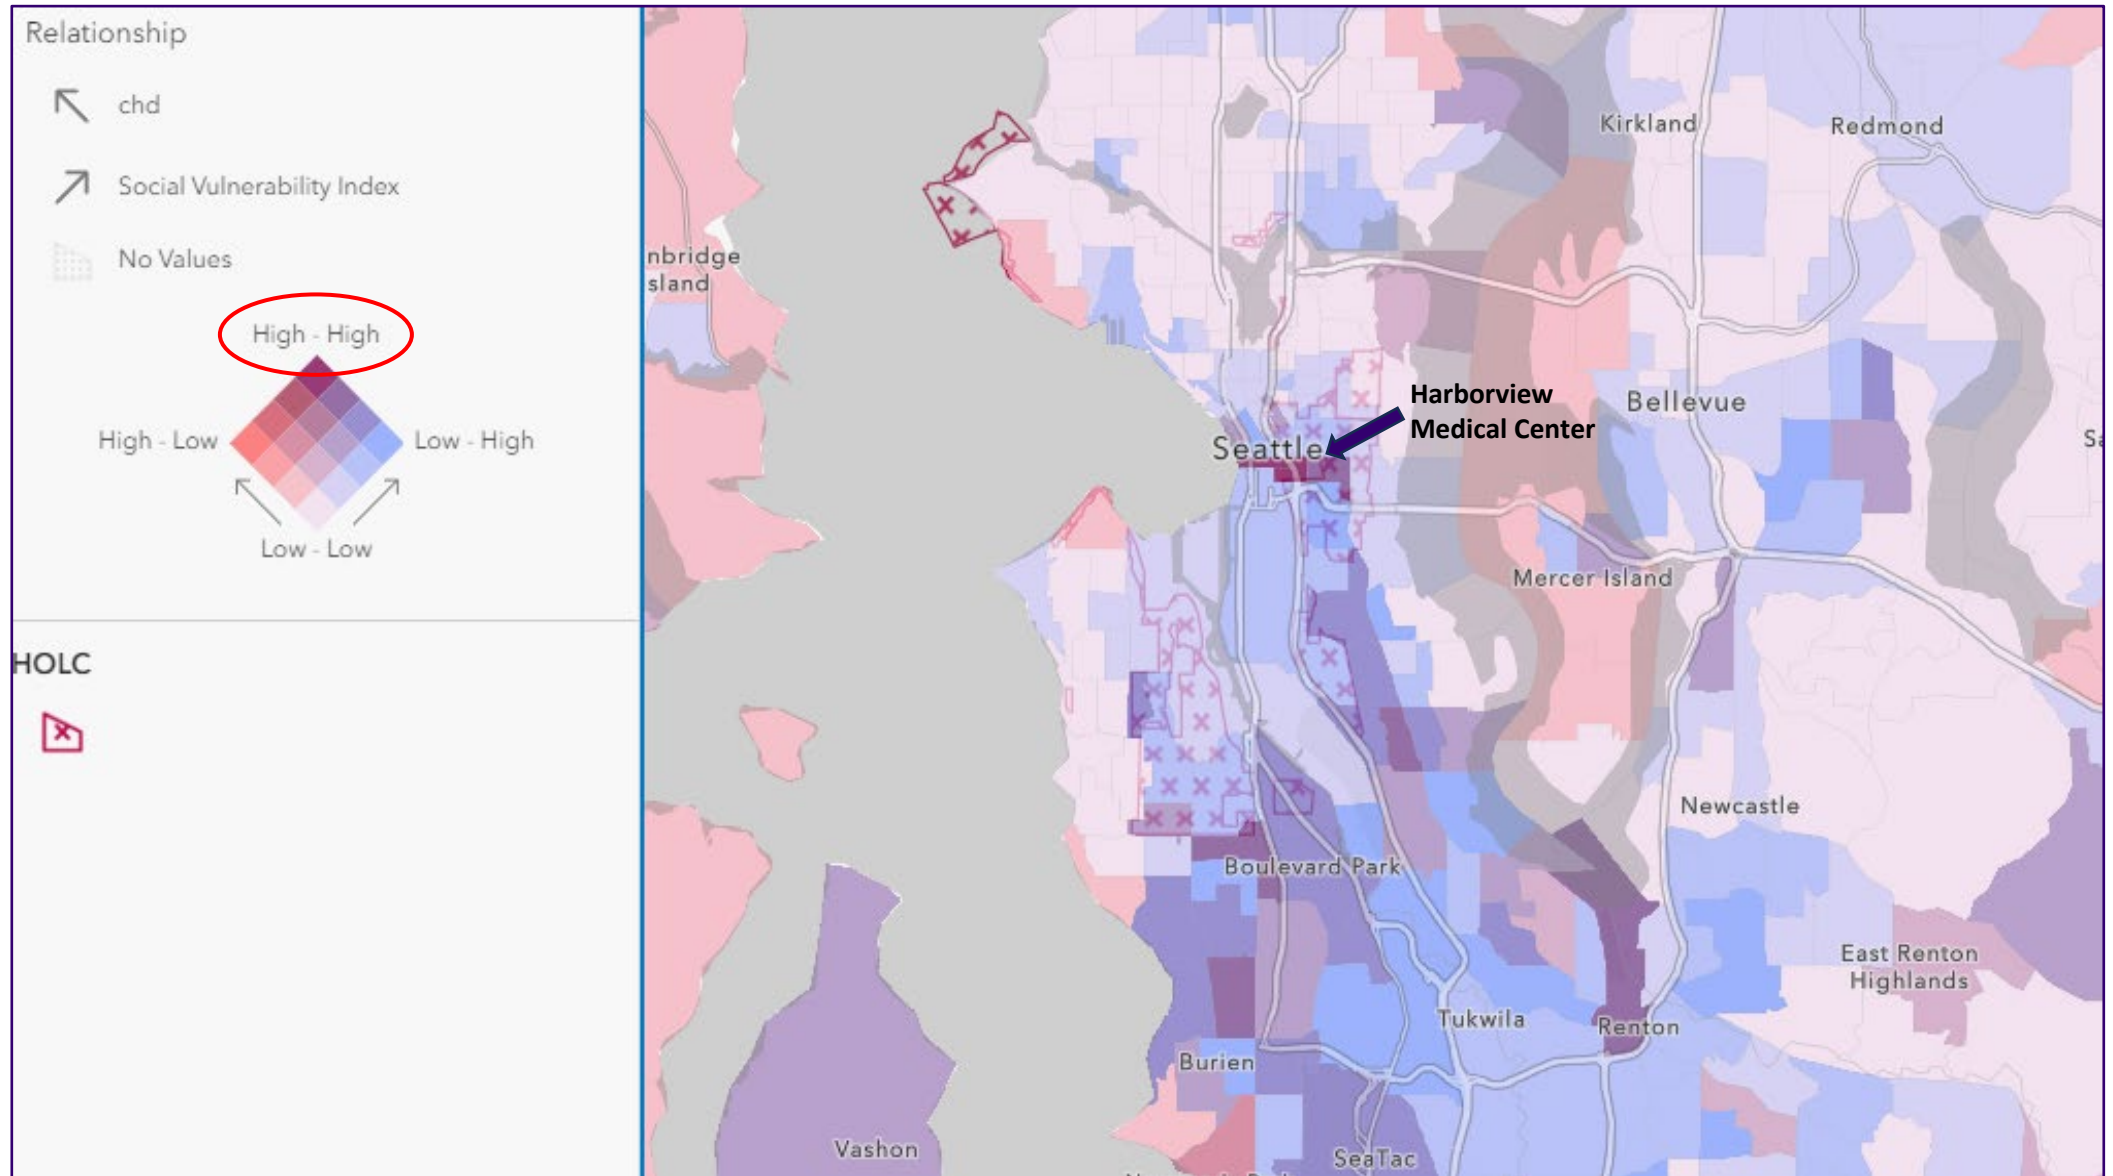 Relationship
chd
Social Vulnerability Index
No Values
High - High
High - Low
Low - High
Low - Low
HOLC
Kirkland
Redmond
nbridge
sland
Harborview
Medical Center
Bellevue
Seattle
Sa
Mercer Island
Newcastle
Boulevard Park
East Renton
Highlands
Tukwila
Renton
Burien
Vashon
SeaTac